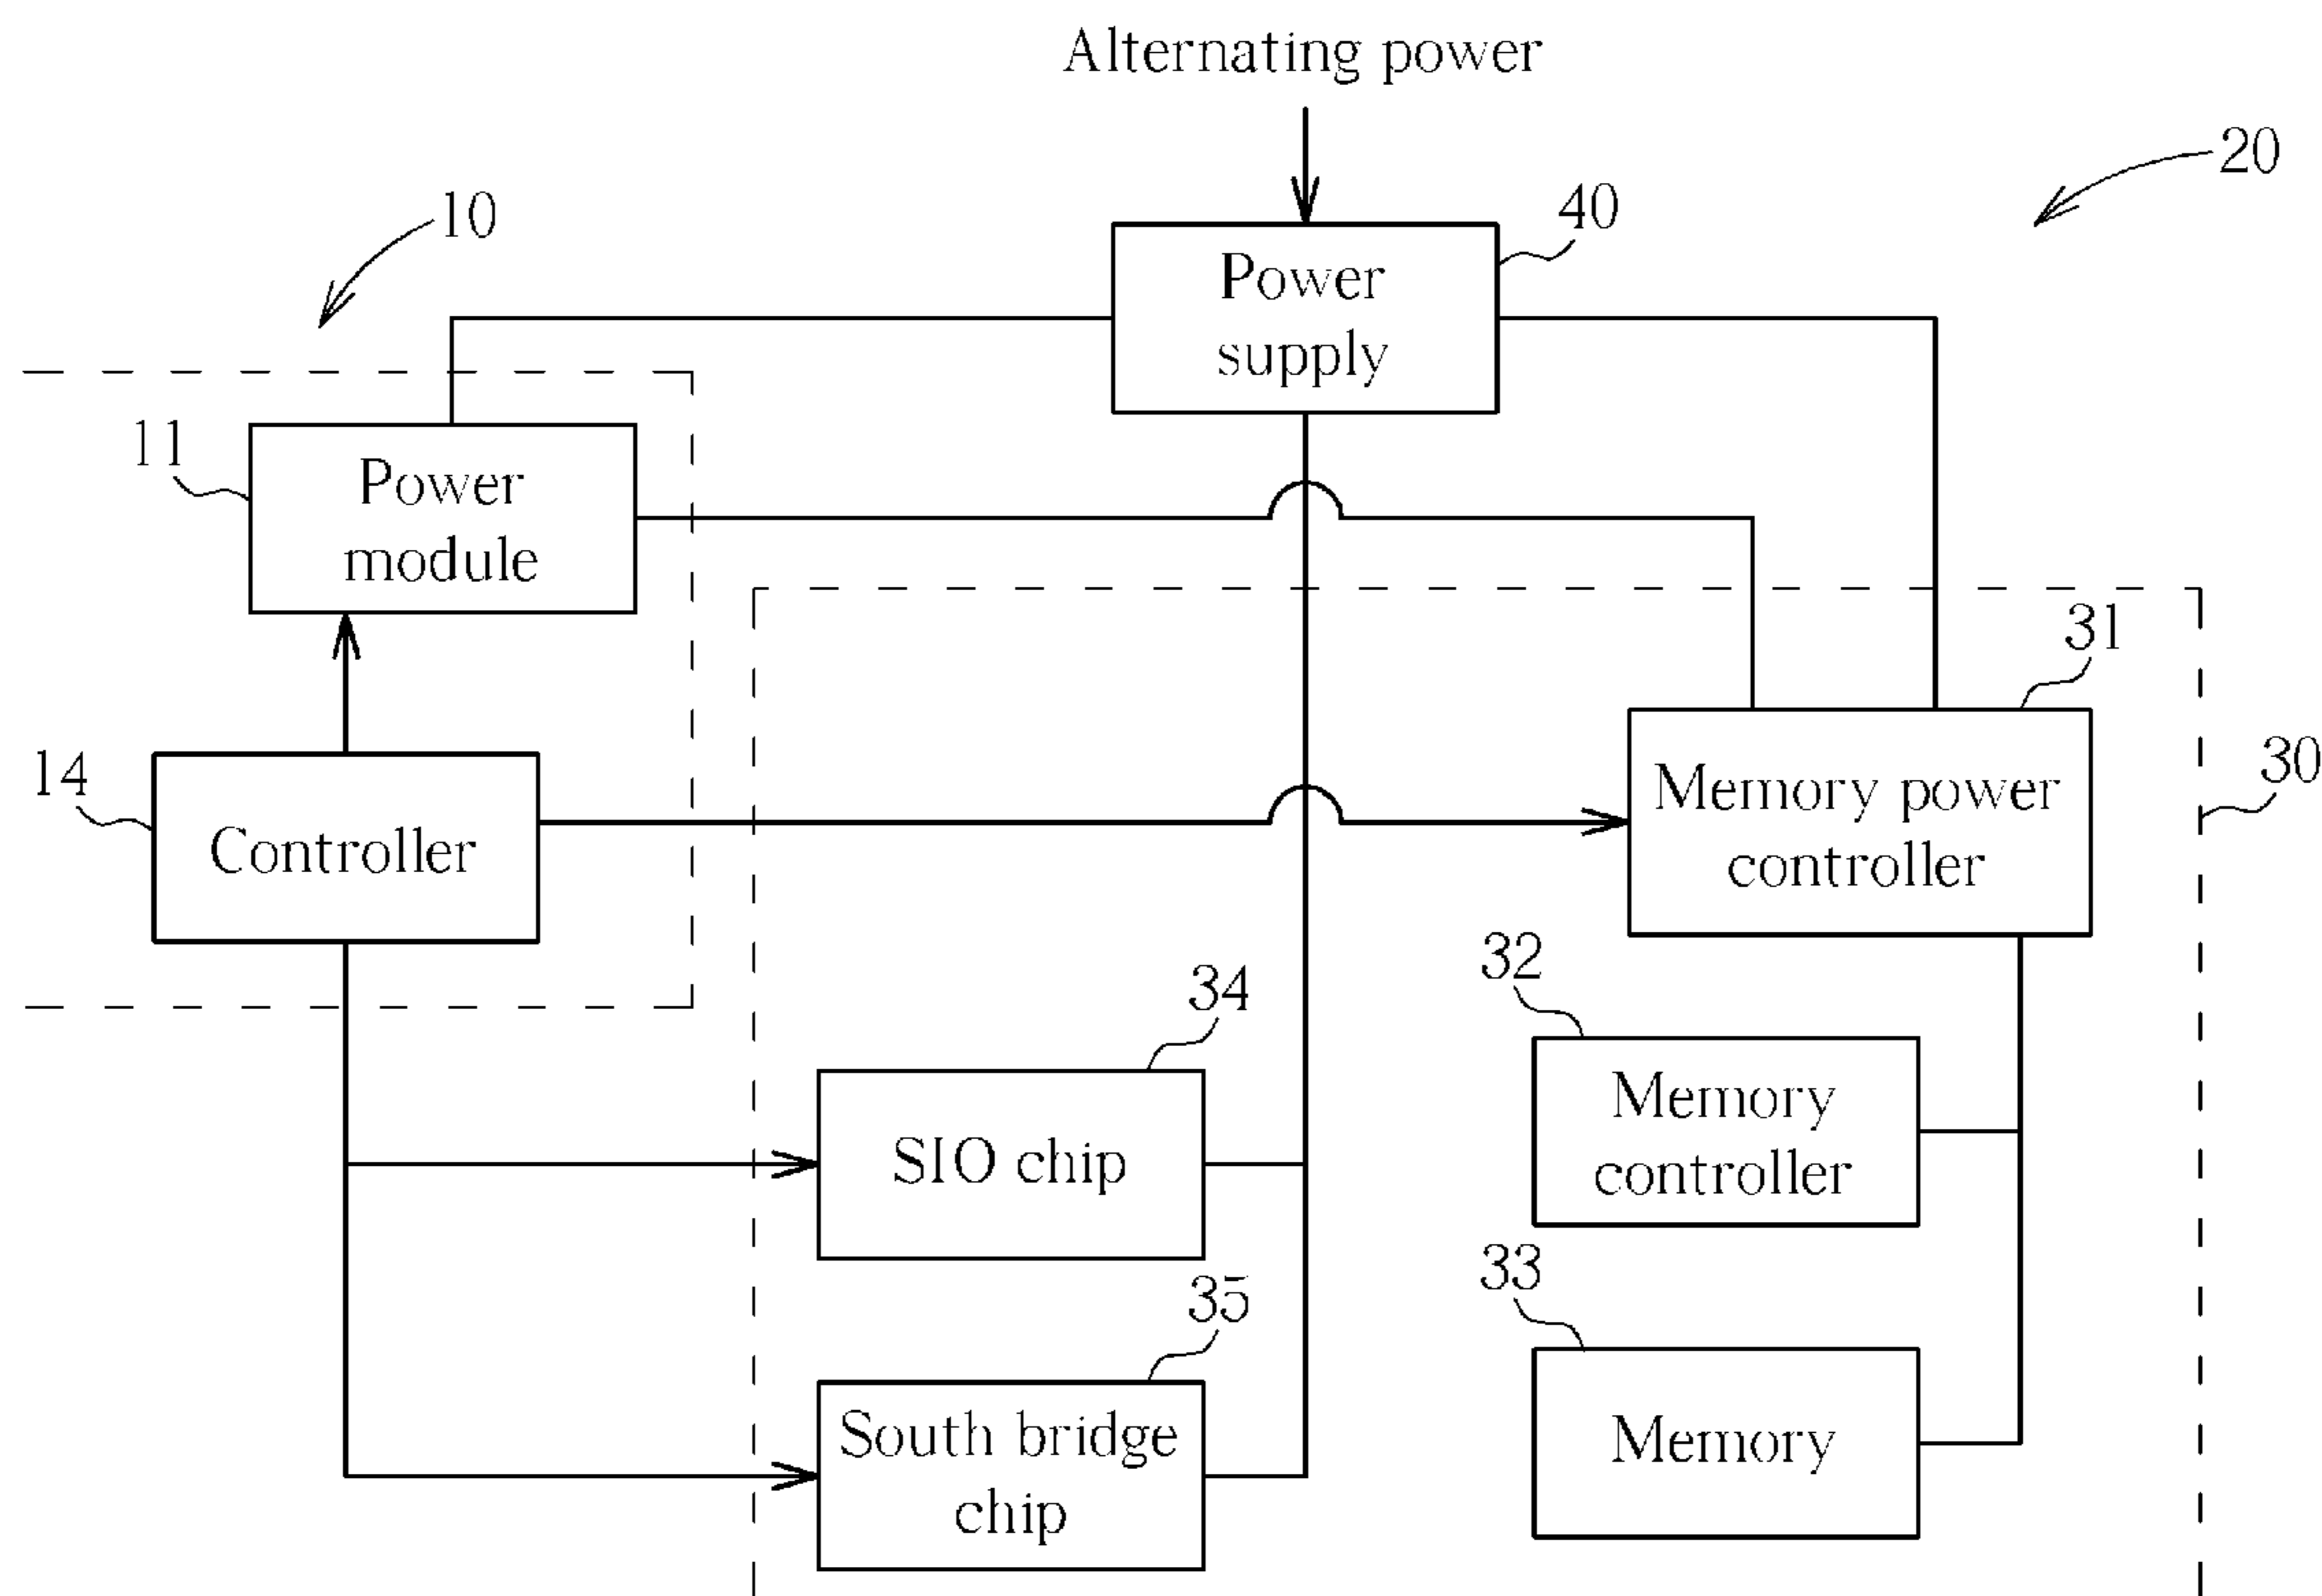 Alternating power
20
10
40
Power
supply
11
Power
module
31
14
Controller
Memory power
controller
30
32
34
Memory
controller
SIO chip
33
35
Memory
South bridge
chip